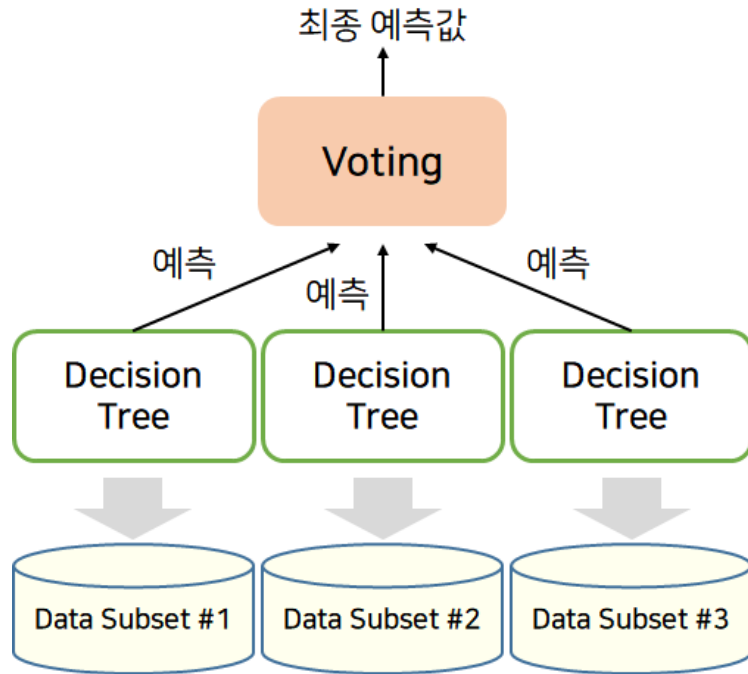 최종 예측값
Voting
예측
예측
예측
Decision
Tree
Decision
Tree
Decision
Tree
Data Subset #1
Data Subset #2
Data Subset #3